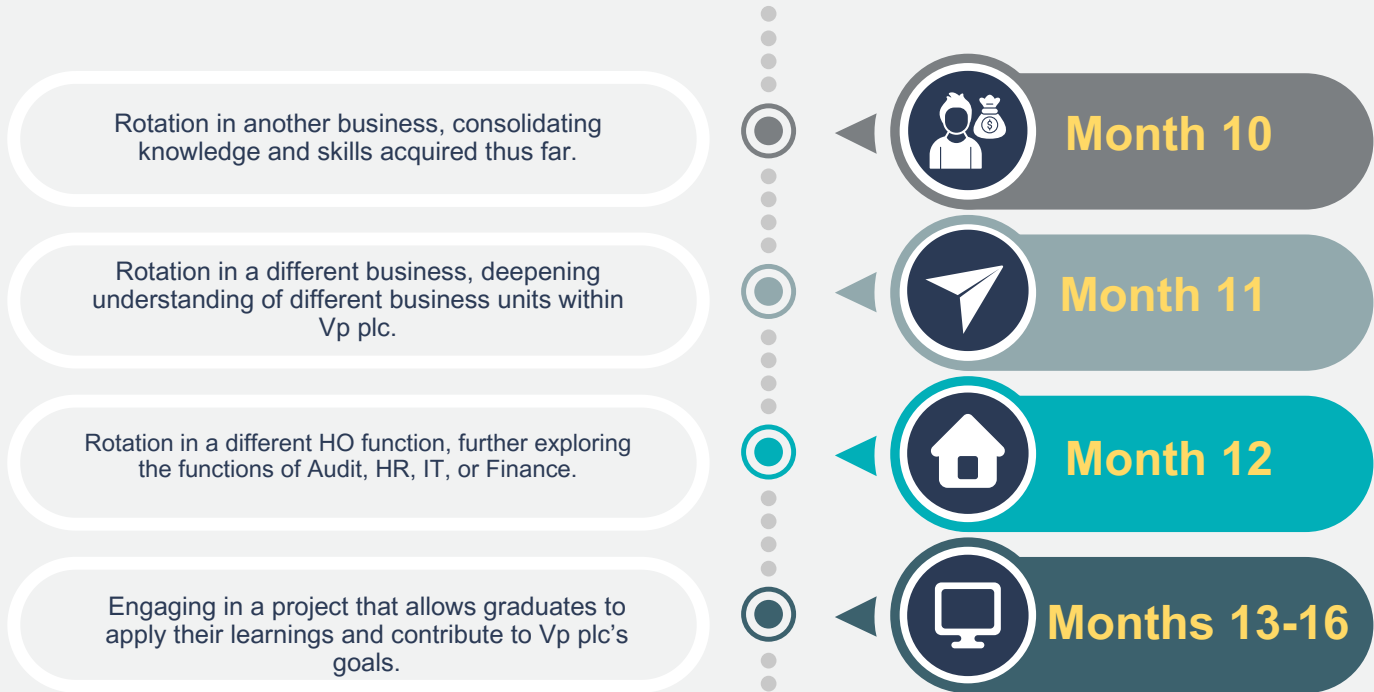 Rotation in another business, consolidating
knowledge and skills acquired thus far.
Month 10
Rotation in a different business, deepening
understanding of different business units within
Vp plc.
Month 11
Rotation in a different HO function, further exploring
the functions of Audit, HR, IT, or Finance.
Month 12
Engaging in a project that allows graduates to
apply their learnings and contribute to Vp plc’s
goals.
Months 13-16